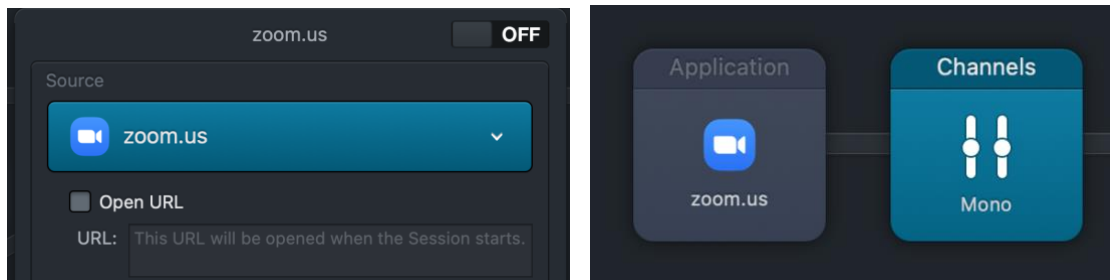 zoom.us
OFF
Source
zoom.us
Open URL
URL: This URL will be opened when the Session starts.
Application
zoom.us
Channels
Mono